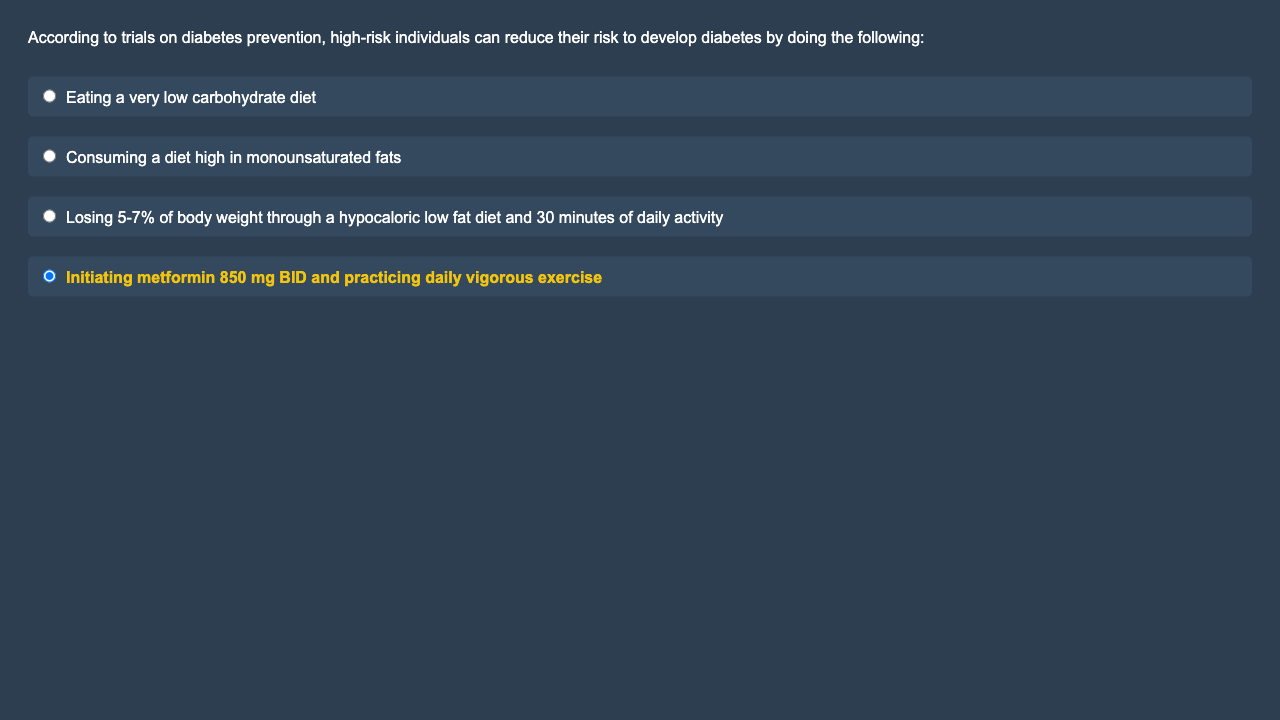 According to trials on diabetes prevention, high-risk individuals can reduce their risk to develop diabetes by doing the following:
Eating a very low carbohydrate diet
Consuming a diet high in monounsaturated fats
Losing 5-7% of body weight through a hypocaloric low fat diet and 30 minutes of daily activity
Initiating metformin 850 mg BID and practicing daily vigorous exercise